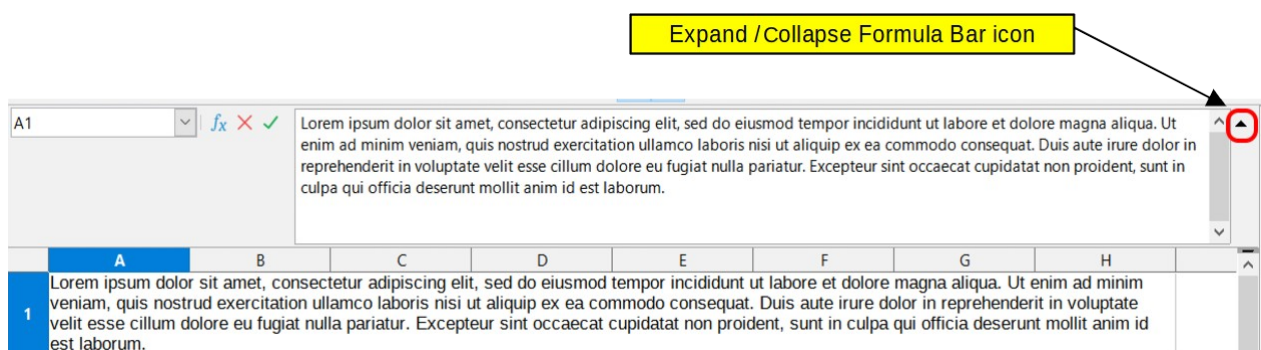 Expand /Collapse Formula Bar icon
A1
fx
Lorem ipsum dolor sit amet, consectetur adipiscing elit, sed do eiusmod tempor incididunt ut labore et dolore magna aliqua. Ut
enim ad minim veniam, quis nostrud exercitation ullamco laboris nisi ut aliquip ex ea commodo consequat. Duis aute irure dolor in
reprehenderit in voluptate velit esse cillum dolore eu fugiat nulla pariatur. Excepteur sint occaecat cupidatat non proident, sunt in
culpa qui officia deserunt mollit anim id est laborum.
A B C D E F G H
Lorem ipsum dolor sit amet, consectetur adipiscing elit, sed do eiusmod tempor incididunt ut labore et dolore magna aliqua. Ut enim ad minim
veniam, quis nostrud exercitation ullamco laboris nisi ut aliquip ex ea commodo consequat. Duis aute irure dolor in reprehenderit in voluptate
1
velit esse cillum dolore eu fugiat nulla pariatur. Excepteur sint occaecat cupidatat non proident, sunt in culpa qui officia deserunt mollit anim id
est laborum.